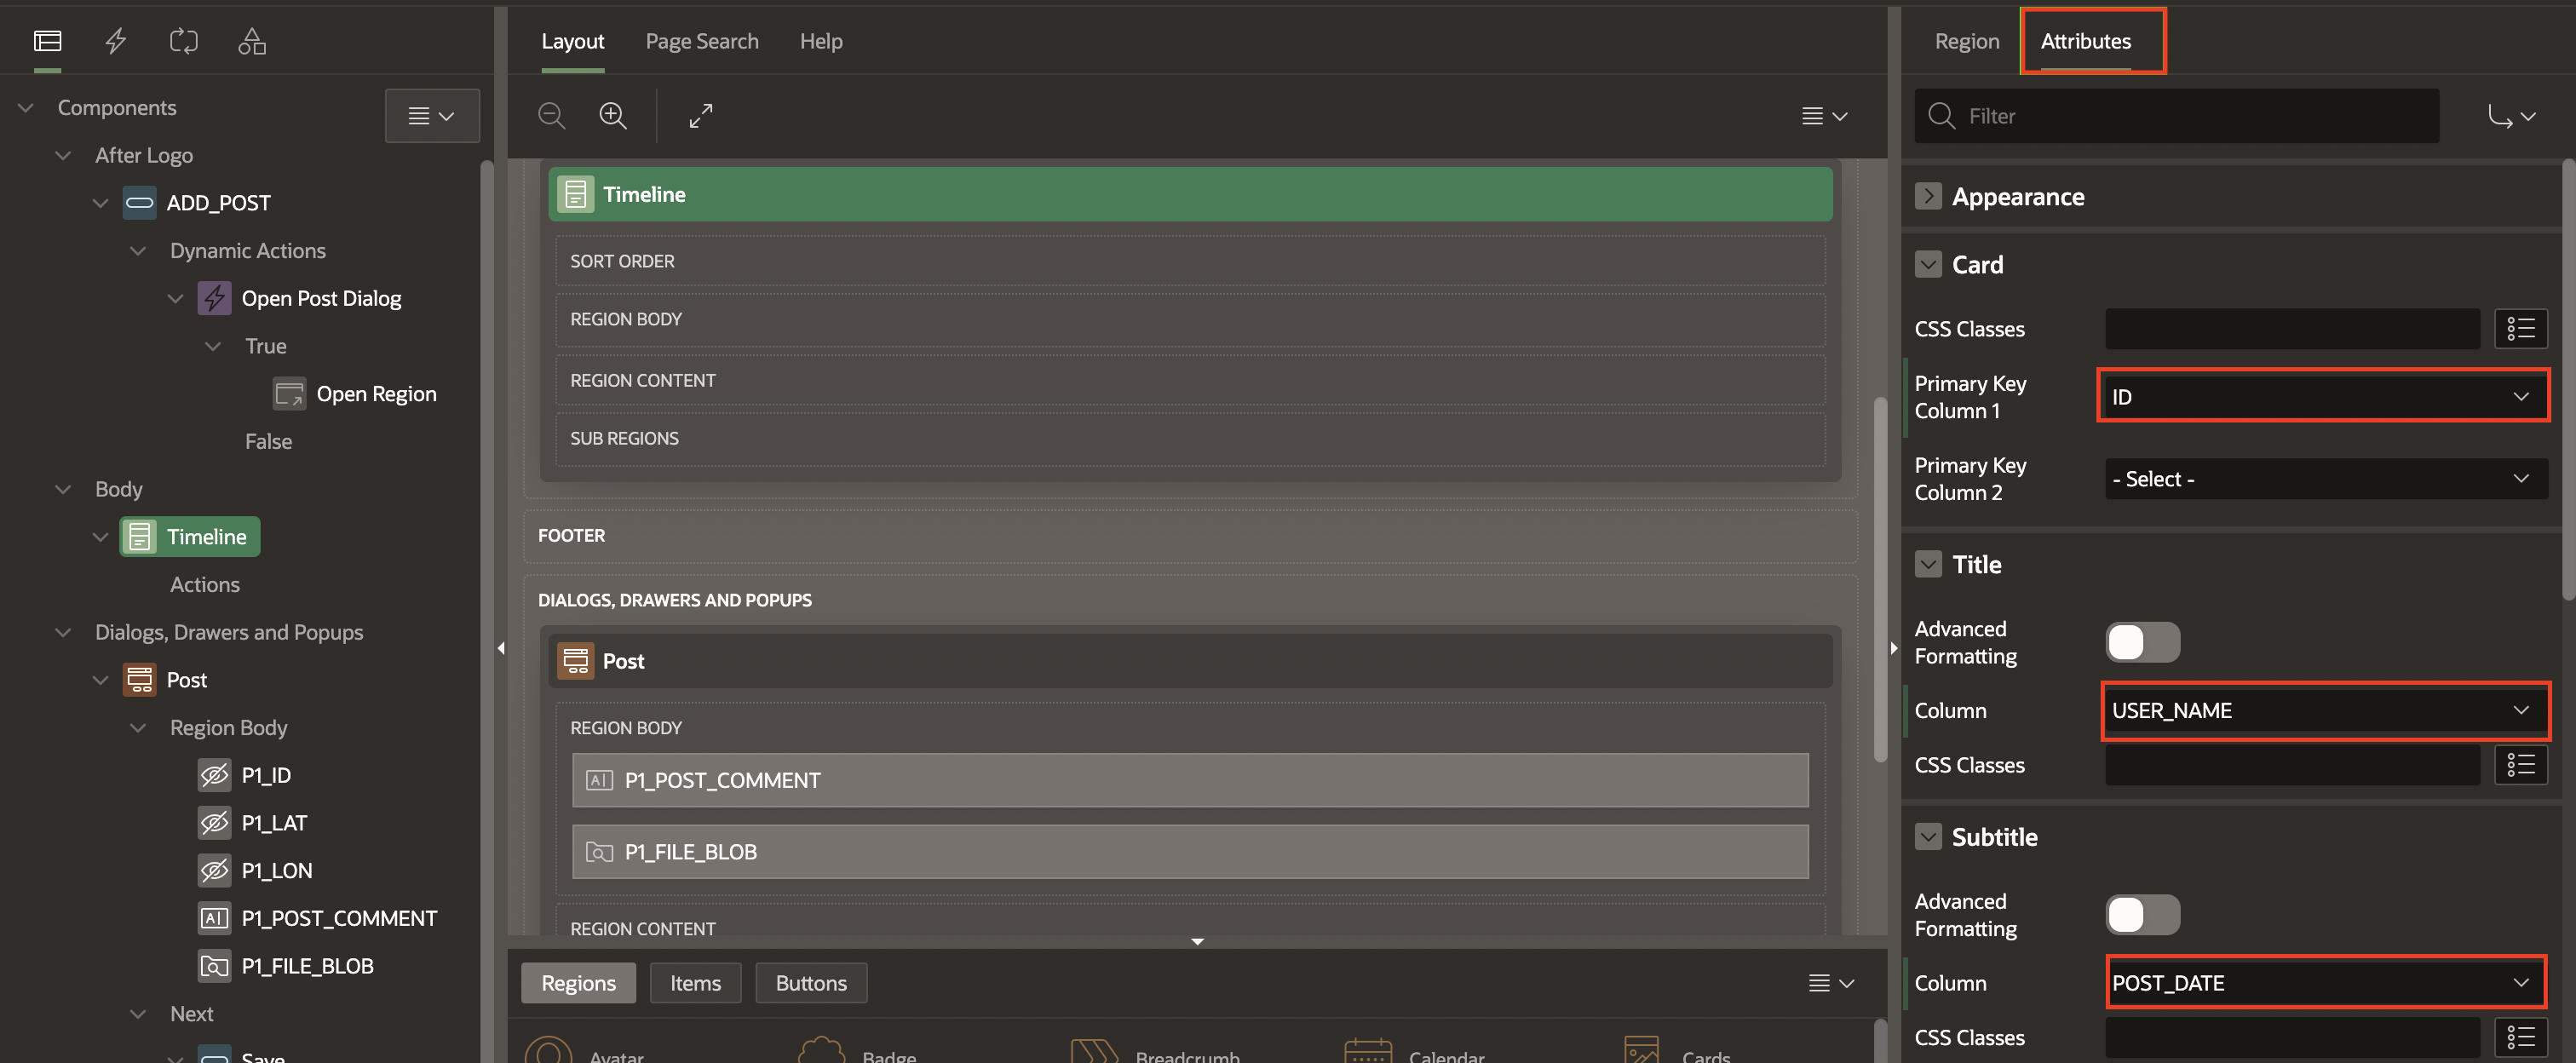 Components
After Logo
ADD_POST
Dynamic Actions
Open Post Dialog
True
Open Region
False
Body
Timeline
Actions
Dialogs, Drawers and Popups
Post
Region Body
P1_ID
P1_LAT
P1_LON
P1_POST_COMMENT
P1_FILE_BLOB
Next
Save
Layout Page Search Help
Timeline
SORT ORDER
REGION BODY
REGION CONTENT
SUB REGIONS
FOOTER
DIALOGS, DRAWERS AND POPUPS
Post
REGION BODY
P1_POST_COMMENT
P1_FILE_BLOB
REGION CONTENT
Regions Items Buttons
Avatar Badge Breadcrumb Calendar Cards
Region Attributes
Filter
Appearance
Card
CSS Classes
Primary Key
Column 1
ID
Primary Key
Column 2
- Select -
Title
Advanced
Formatting
Column USER_NAME
CSS Classes
Subtitle
Advanced
Formatting
Column POST_DATE
CSS Classes